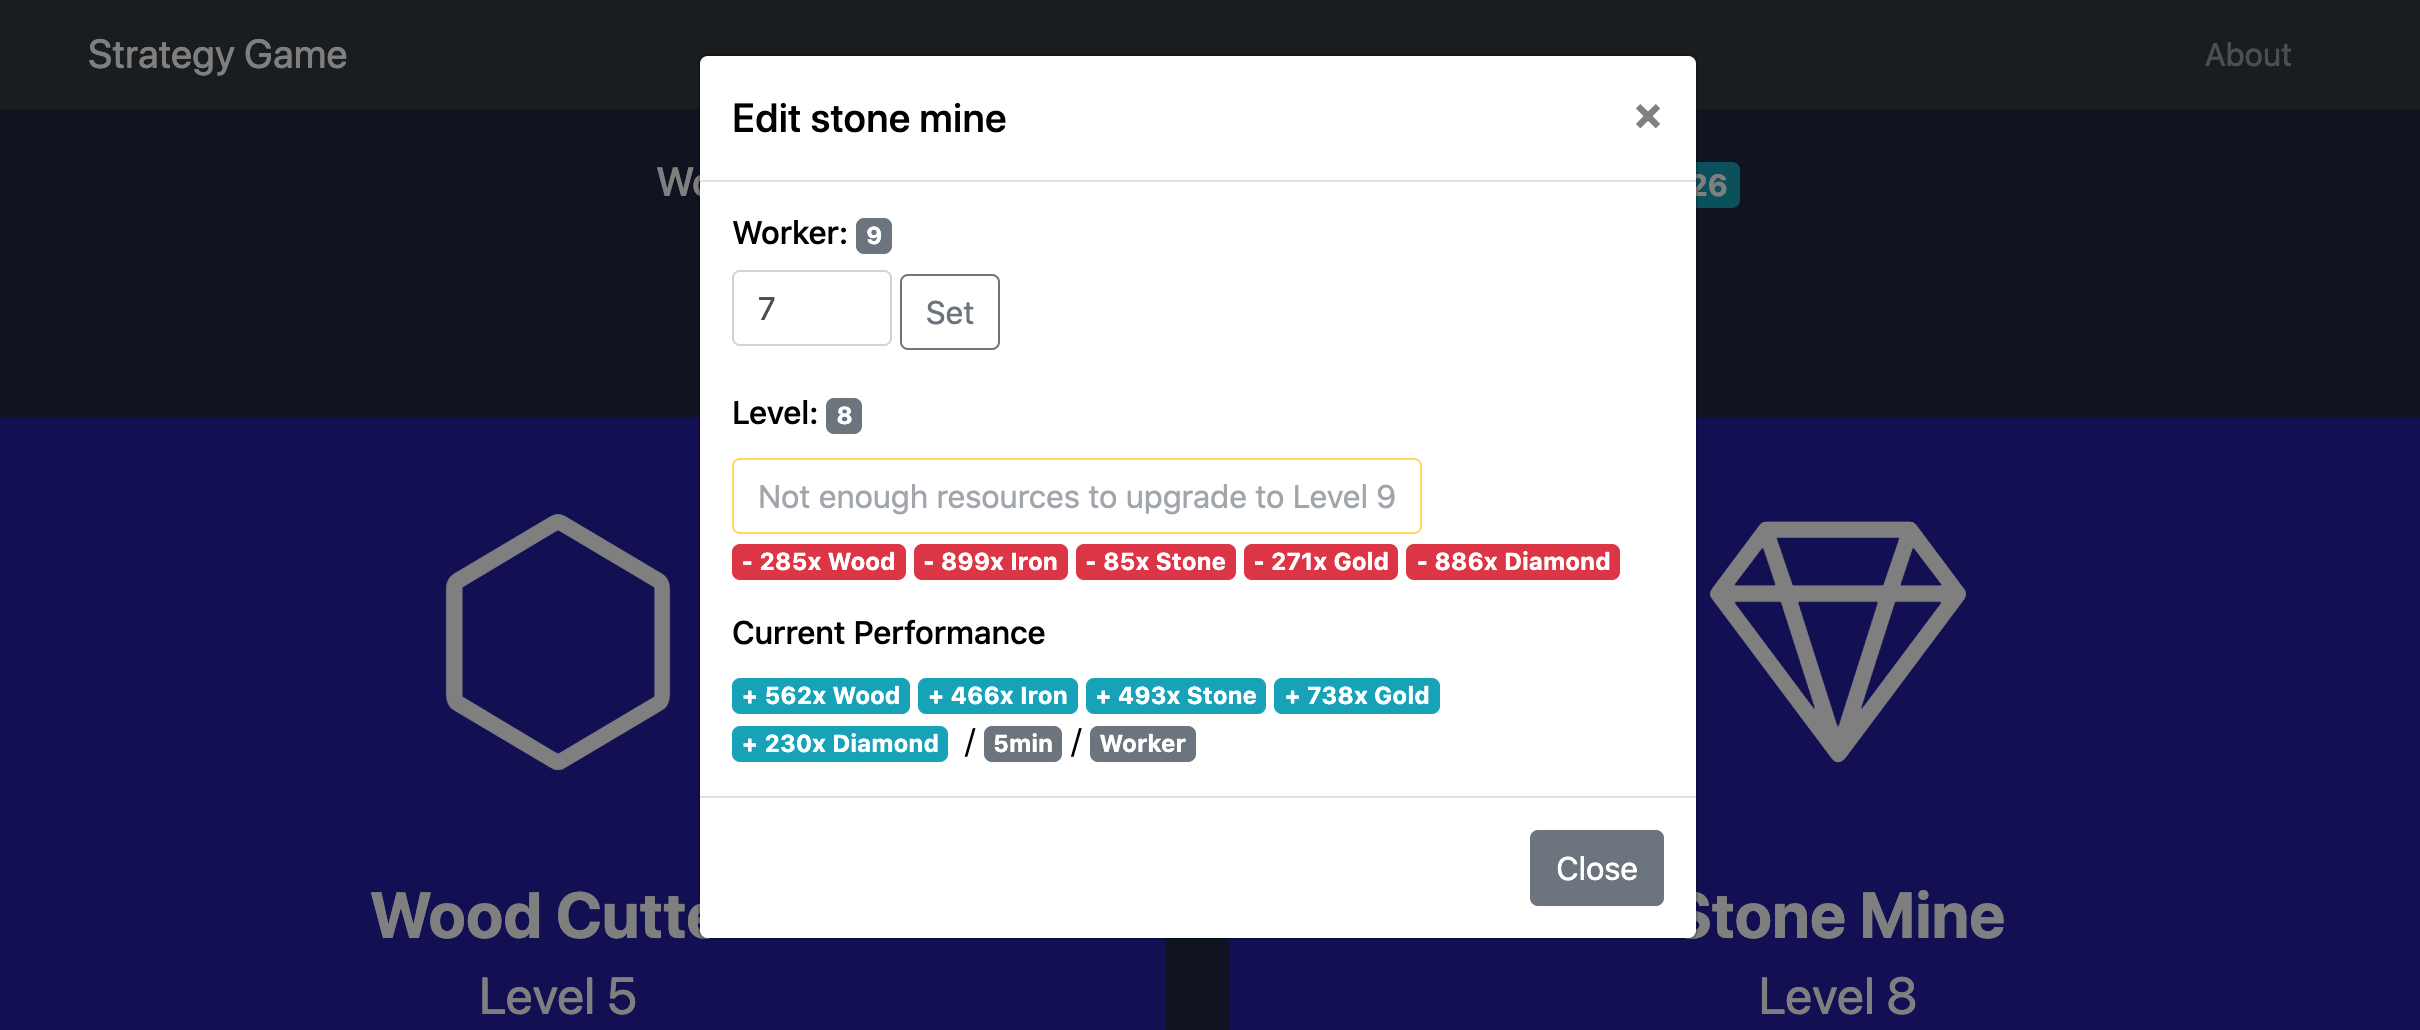 Strategy Game
About
Edit stone mine
×
26
Worker: 9
7
Set
Level: 8
Not enough resources to upgrade to Level 9
- 285x Wood - 899x Iron - 85x Stone - 271x Gold - 886x Diamond
Current Performance
+ 562x Wood + 466x Iron + 493x Stone + 738x Gold
+ 230x Diamond / 5min / Worker
Close
Wood
Stone Mine
Level 5
Level 8